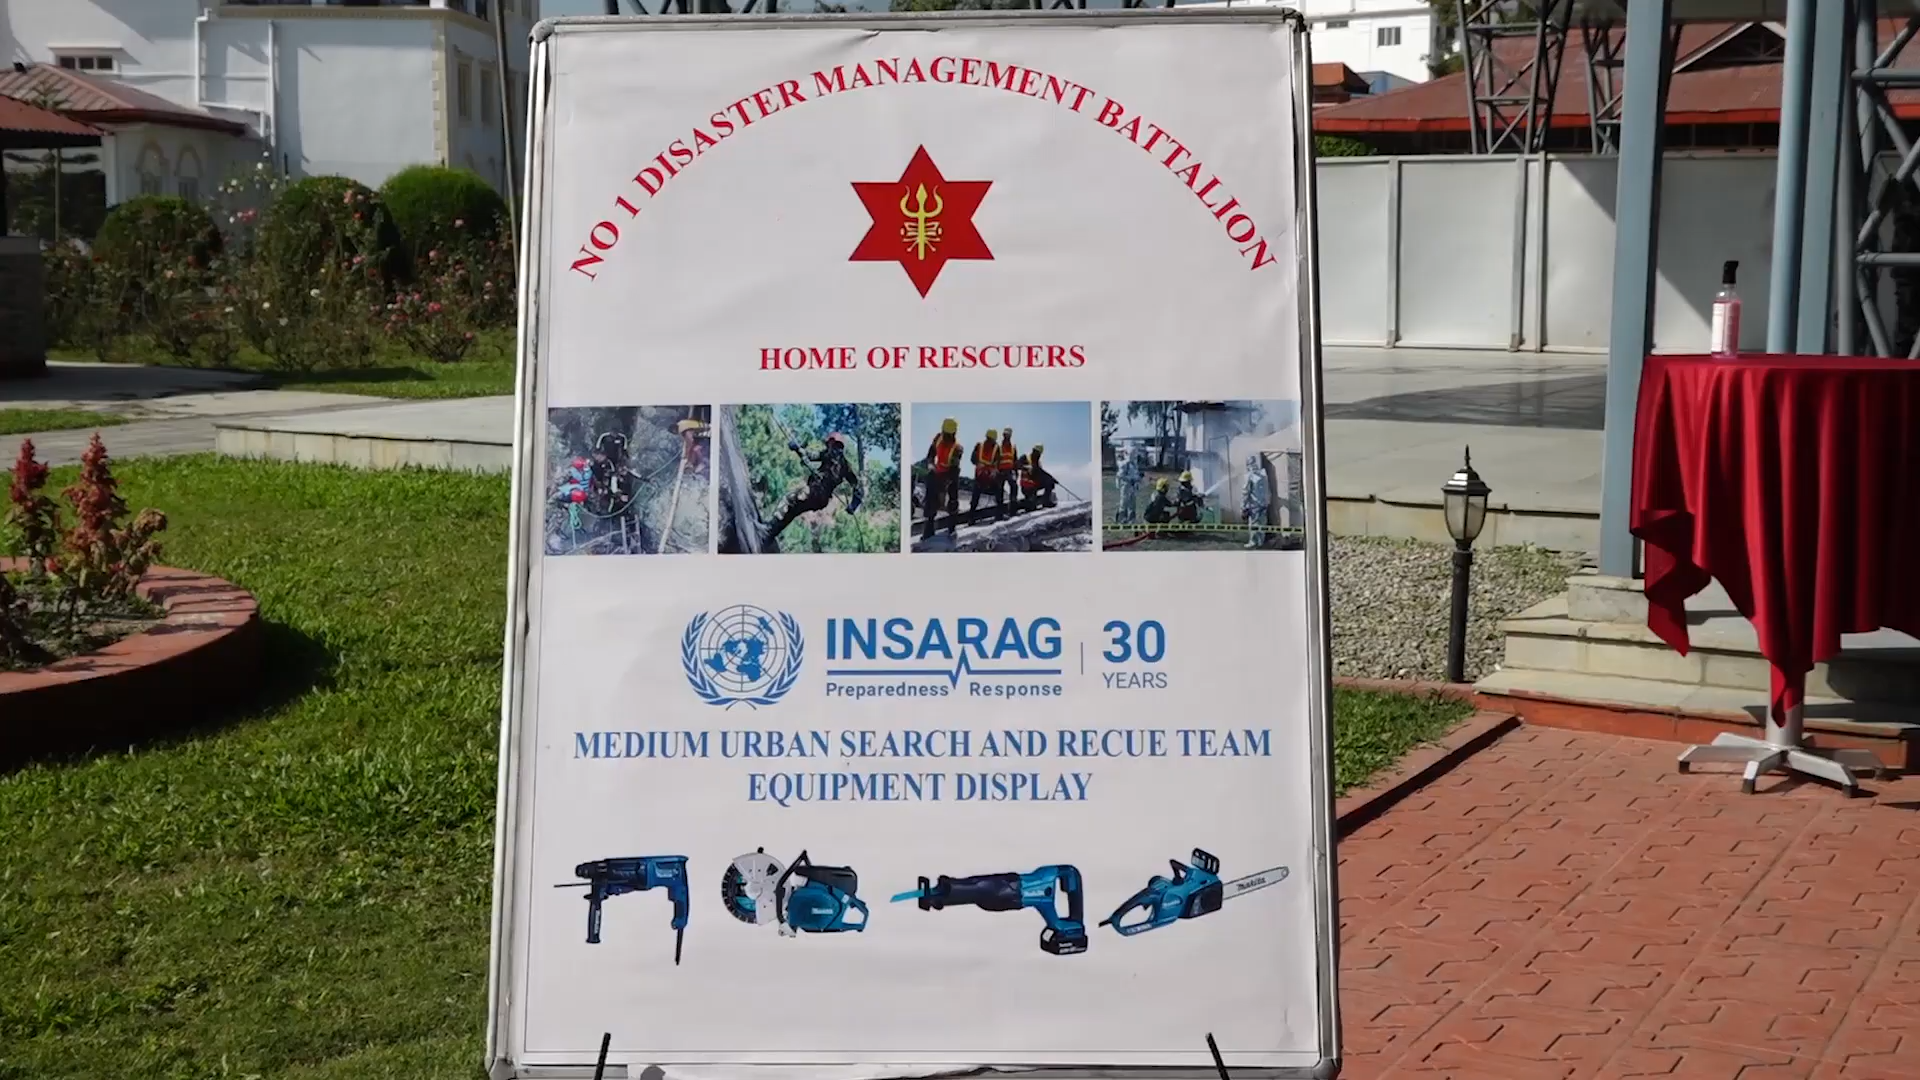 NO 1 DISASTER MANAGEMENT BATTALION
HOME OF RESCUERS
INSARAG
Preparedness Response
30
YEARS
MEDIUM URBAN SEARCH AND RECUE TEAM
EQUIPMENT DISPLAY
makita